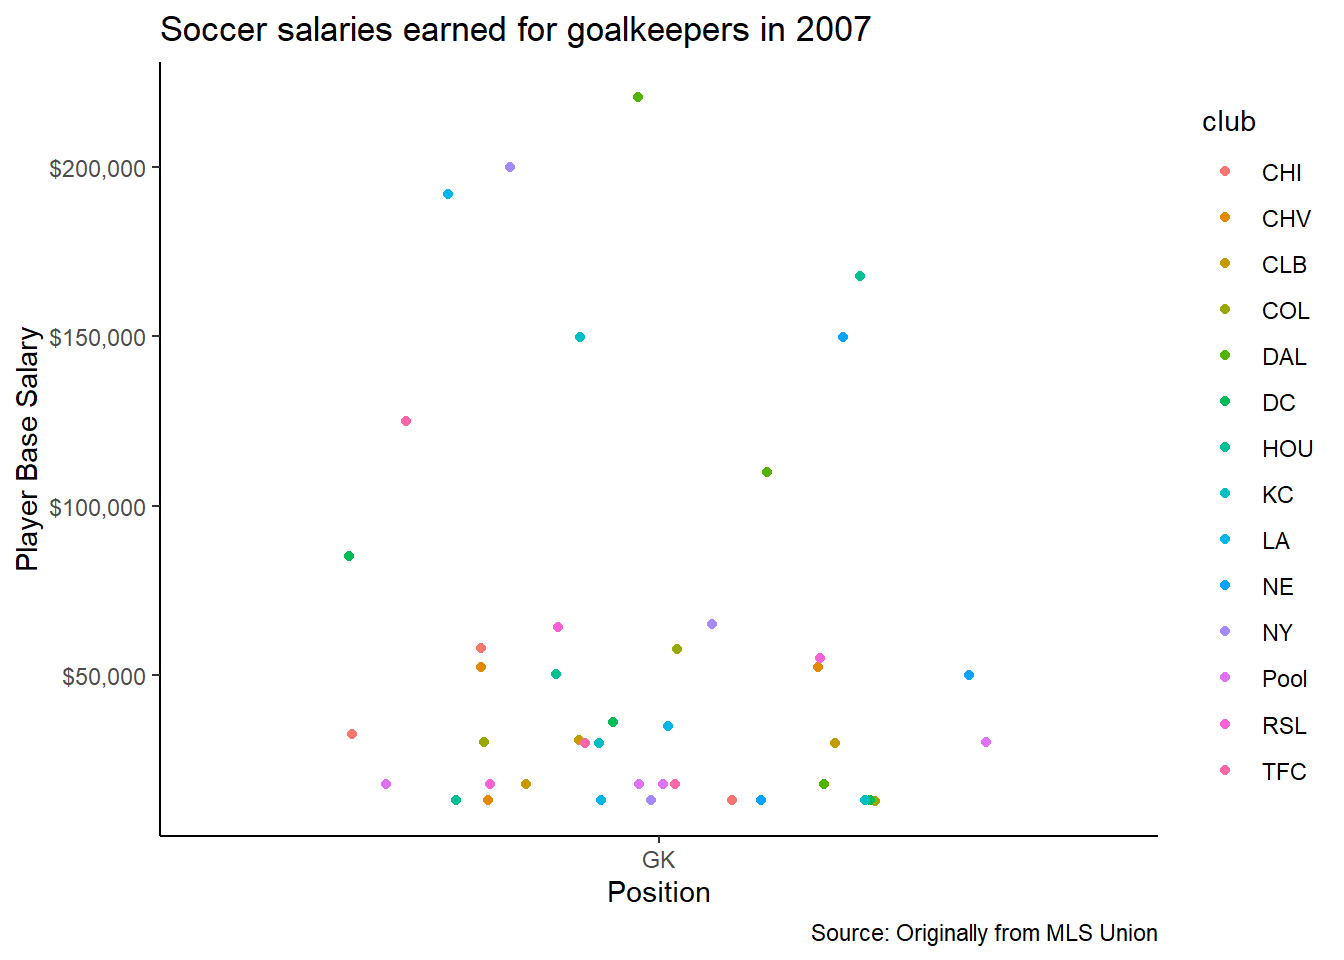 Soccer salaries earned for goalkeepers in 2007
Player Base Salary
$200,000
$150,000
$100,000
$50,000
GK
Position
club
CHI
CHV
CLB
COL
DAL
DC
HOU
KC
LA
NE
NY
Pool
RSL
TFC
Source: Originally from MLS Union